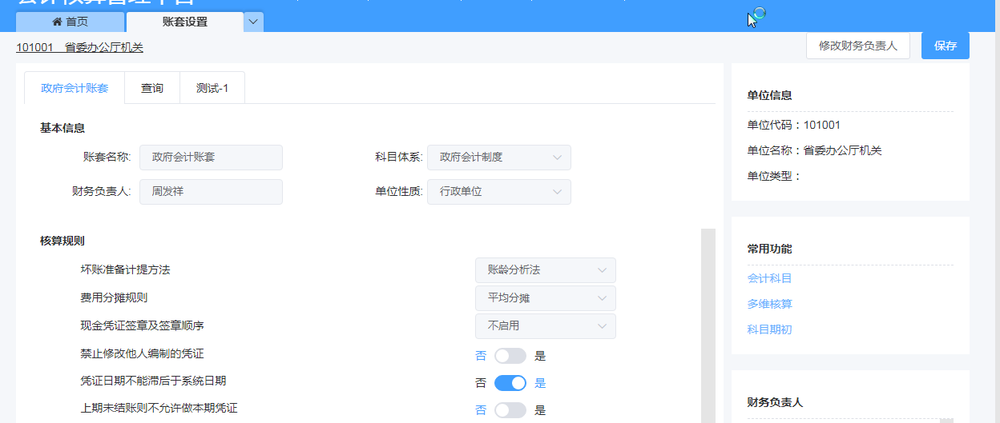 会计核算管理平台
首页 账套设置
101001 省委办公厅机关 修改财务负责人 保存
政府会计账套 查询 测试-1
基本信息
账套名称: 政府会计账套 科目体系: 政府会计制度
财务负责人: 周发祥 单位性质: 行政单位
核算规则
坏账准备计提方法 账龄分析法
费用分摊规则 平均分摊
现金凭证签章及签章顺序 不启用
禁止修改他人编制的凭证 否 是
凭证日期不能滞后于系统日期 否 是
上期未结账则不允许做本期凭证 否 是
单位信息
单位代码：101001
单位名称：省委办公厅机关
单位类型：
常用功能
会计科目
多维核算
科目期初
财务负责人